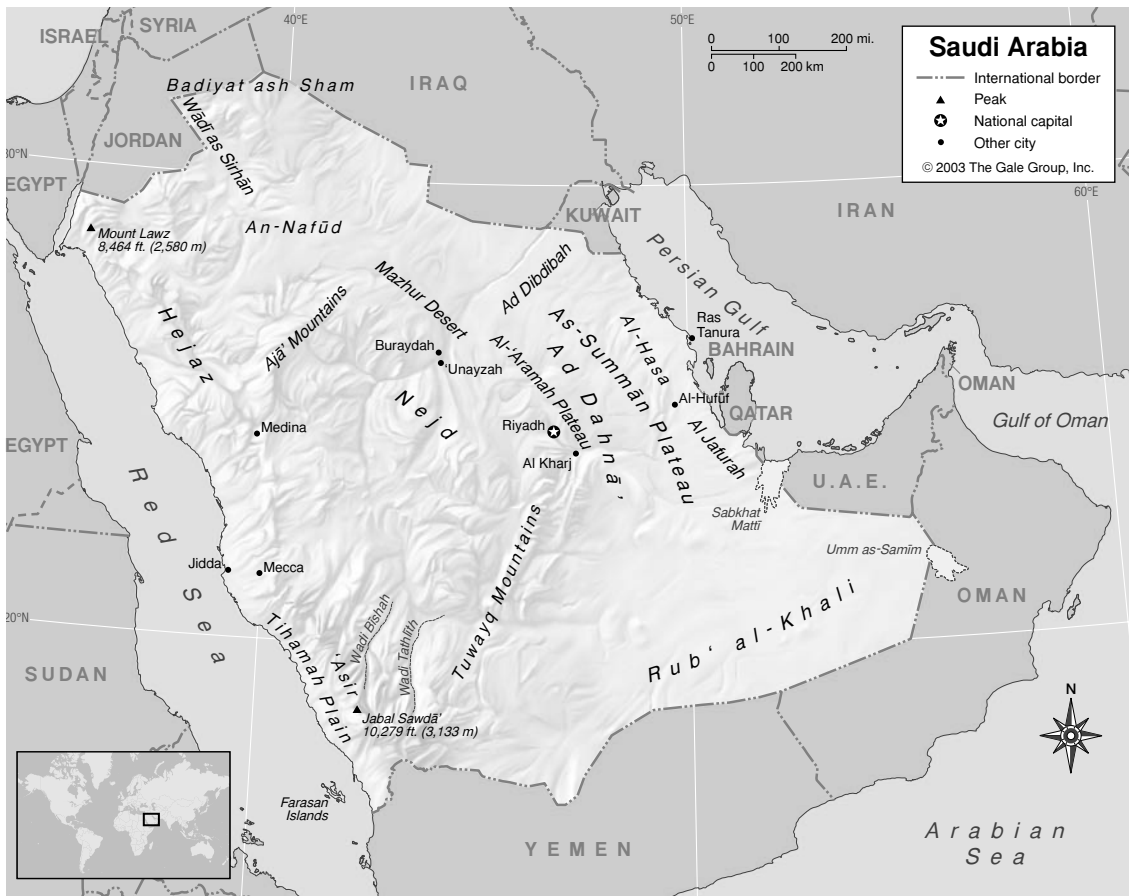 Saudi Arabia
International border
Peak
National capital
Other city
© 2003 The Gale Group, Inc.
0 100 200 mi.
0 100 200 km
40°E
50°E
60°E
30°N
20°N
ISRAEL
SYRIA
IRAQ
JORDAN
EGYPT
Badiyat ash Sham
Wādī as Sirhān
An-Nafūd
Mount Lawz
8,464 ft. (2,580 m)
KUWAIT
IRAN
Persian Gulf
Hejaz
Ajā' Mountains
Mazhur Desert
Ad Dibdibah
Al-Hasa
As-Summān Plateau
Ad Dahnā'
Al-'Aramah Plateau
Ras
Tanura
BAHRAIN
Buraydah
Unayzah
Nejd
Al-Hufūf
QATAR
Al Jafurah
OMAN
Gulf of Oman
Medina
Riyadh
Al Kharj
EGYPT
U.A.E.
Sabkhat
Mattī
Umm as-Samīm
OMAN
Red Sea
Jidda
Mecca
Tuwayq Mountains
Rub' al-Khali
Tihamah Plain
'Asir
Wadi Bīshah
Wadi Tathlīth
Jabal Sawdā'
10,279 ft. (3,133 m)
SUDAN
Farasan
Islands
YEMEN
N
Arabian
Sea